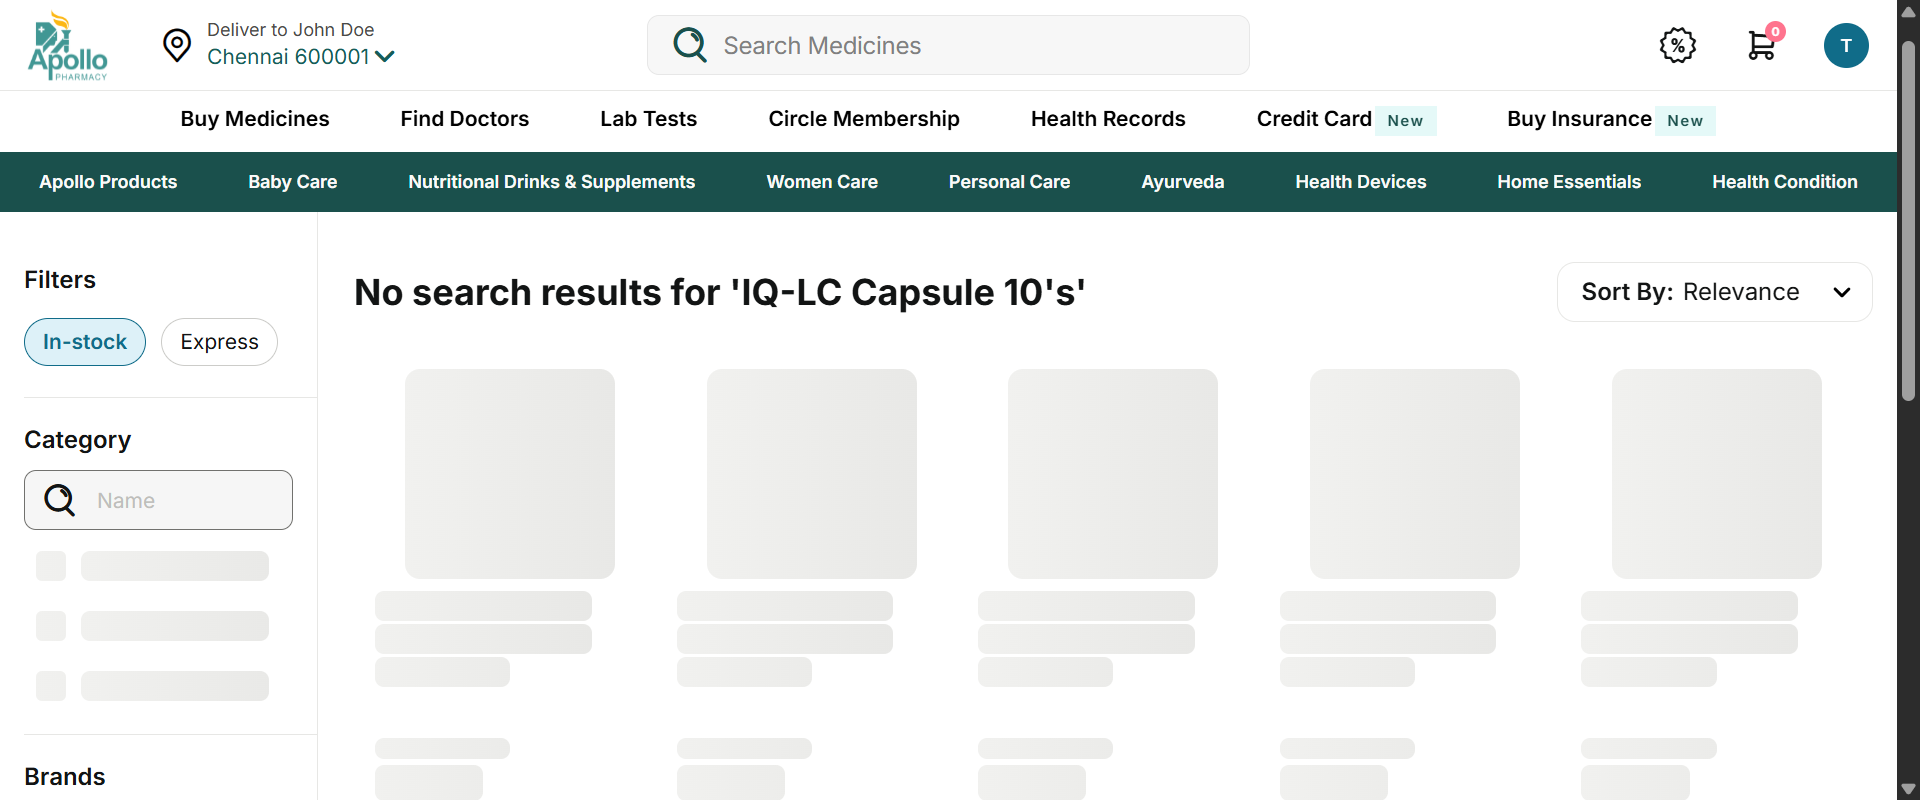 Apollo
PHARMACY
Deliver to John Doe
Chennai 600001
Search Medicines
%
0
T
Buy Medicines
Find Doctors
Lab Tests
Circle Membership
Health Records
Credit Card New
Buy Insurance New
Apollo Products
Baby Care
Nutritional Drinks & Supplements
Women Care
Personal Care
Ayurveda
Health Devices
Home Essentials
Health Condition
Filters
In-stock
Express
Category
Name
Brands
No search results for 'IQ-LC Capsule 10's'
Sort By: Relevance